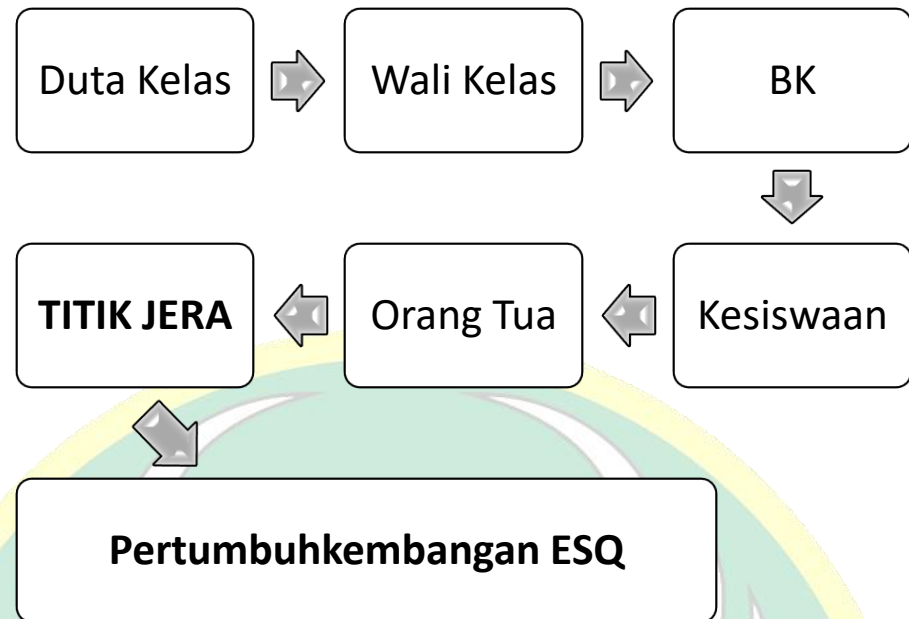 Duta Kelas
Wali Kelas
BK
Kesiswaan
Orang Tua
TITIK JERA
Pertumbuhkembangan ESQ